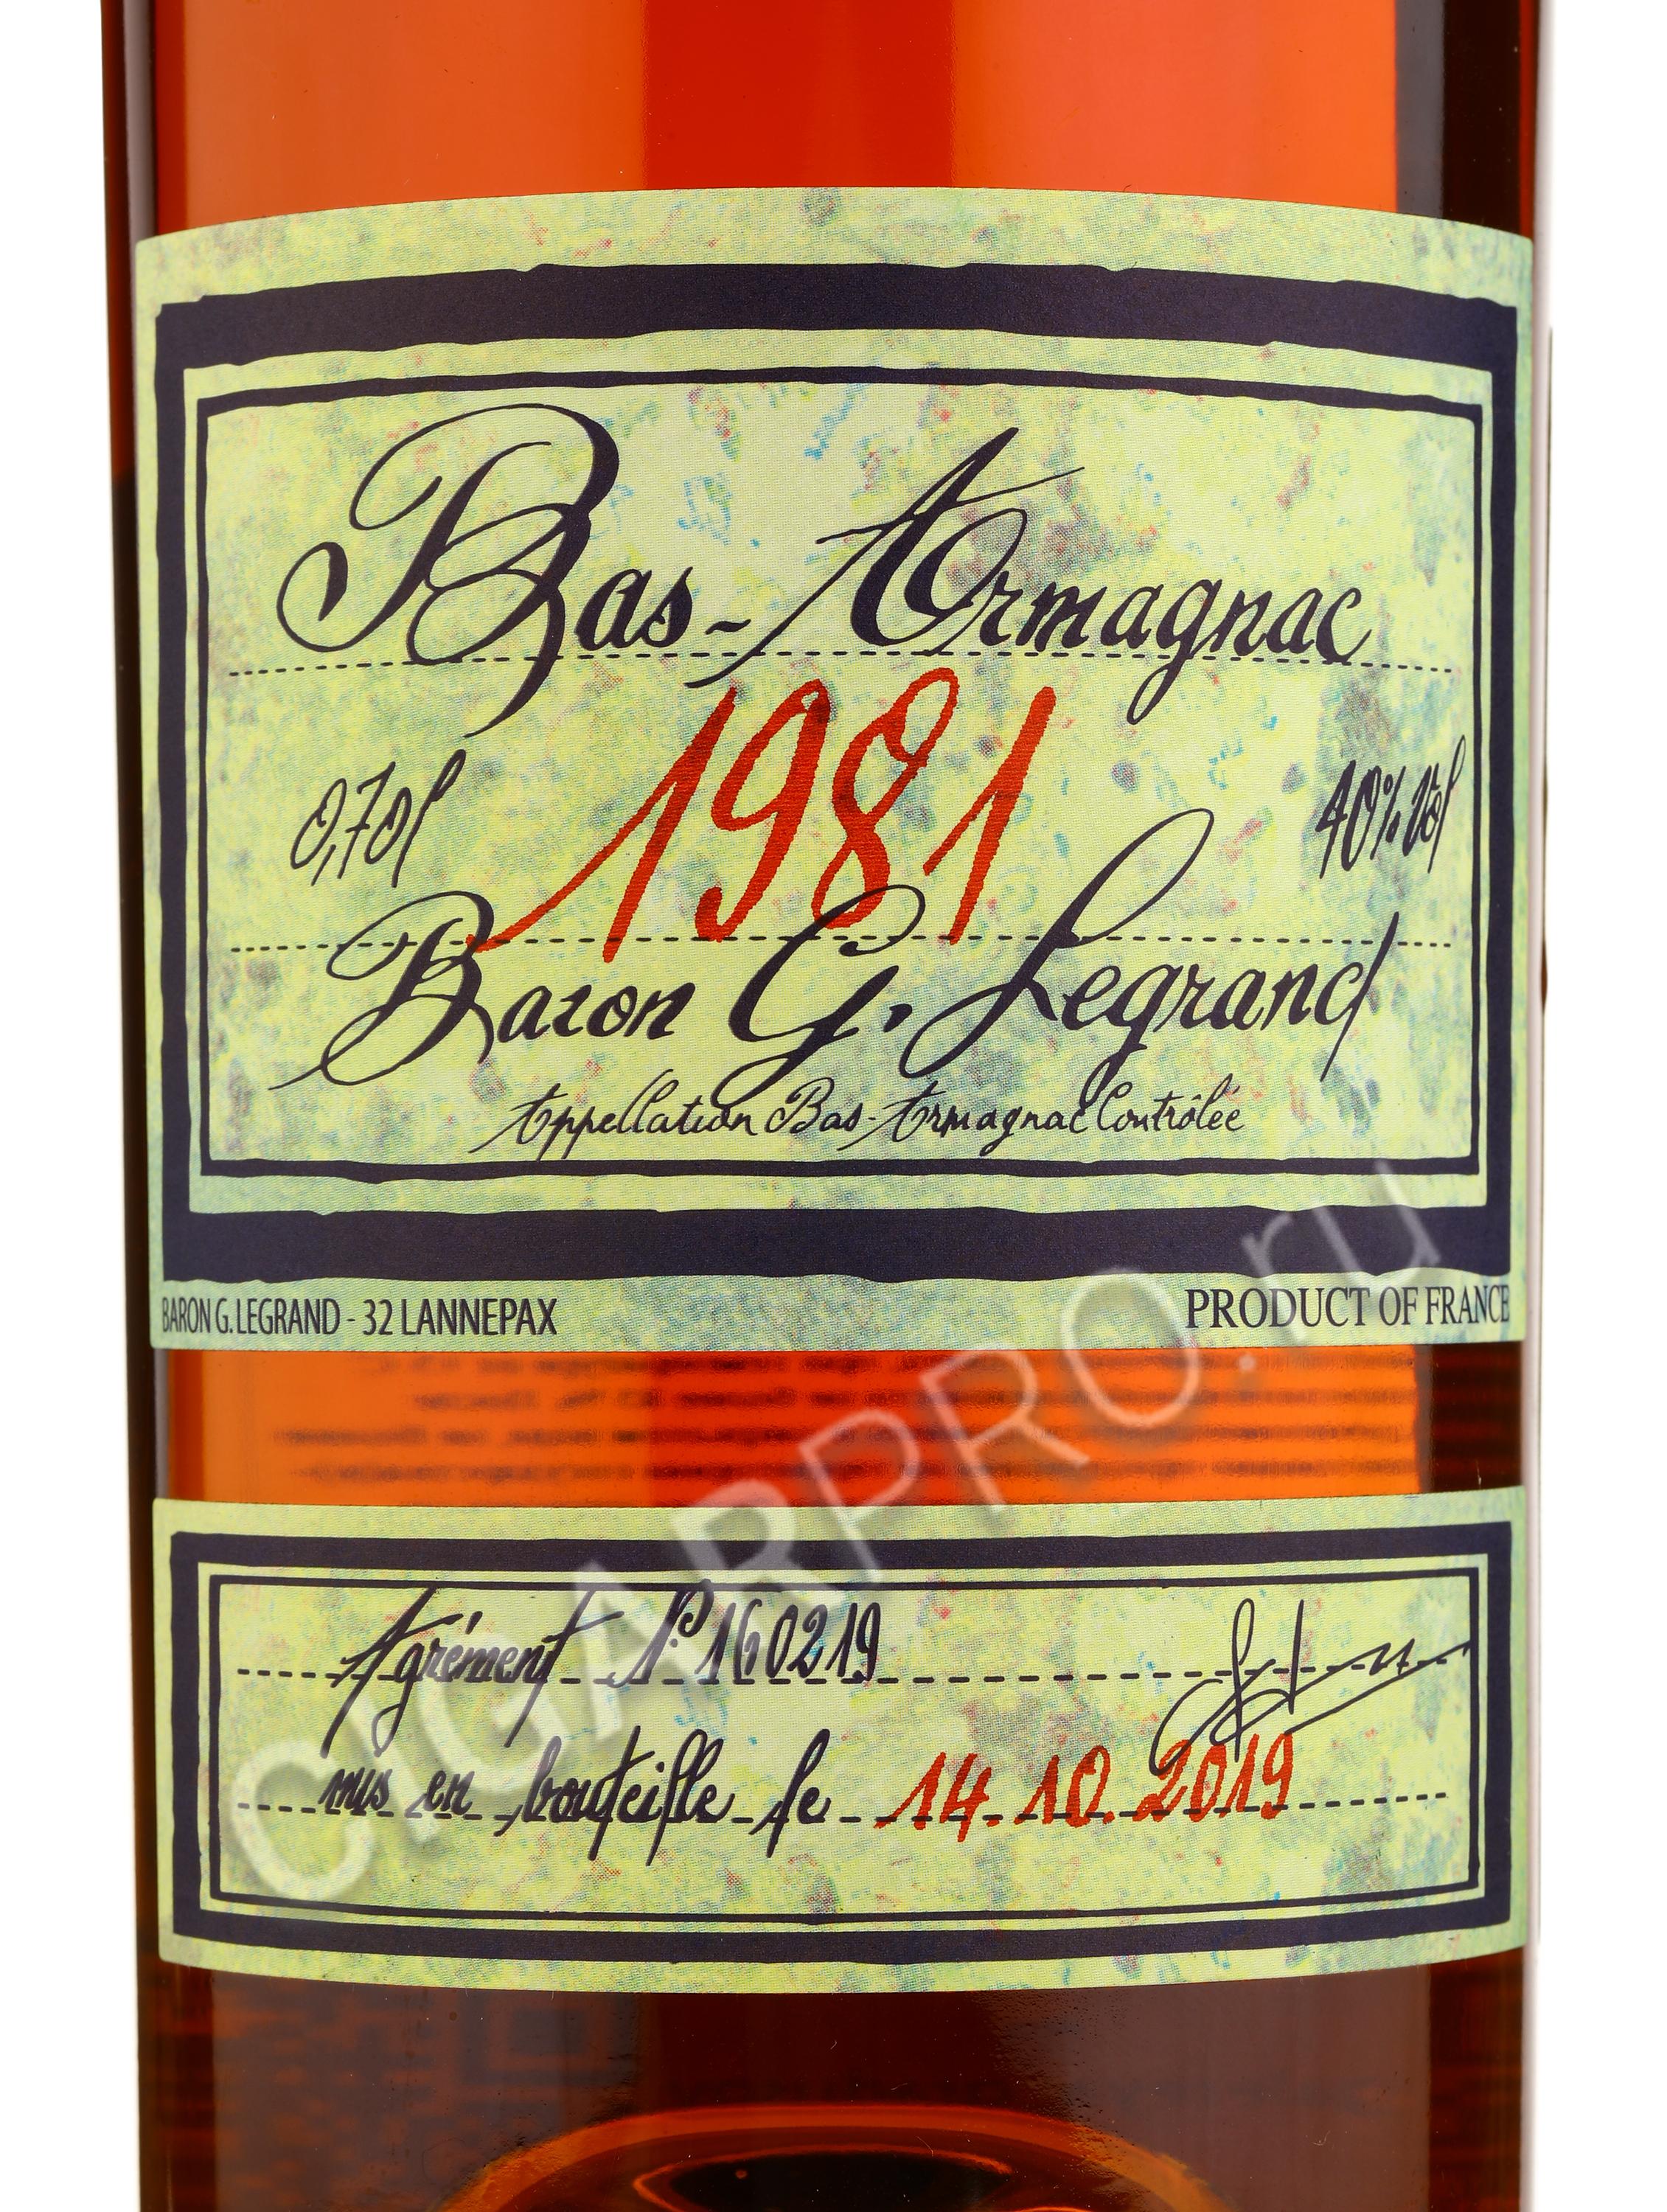 Bas-Armagnac
1981
0,70l
40% Vol
Baron G. Legrand
Appellation Bas-Armagnac Contrôlée
BARON G. LEGRAND - 32 LANNEPAX
PRODUCT OF FRANCE
Agrément N° 160219
mis en bouteille le 14.10.2019
CIGARPRO.ru